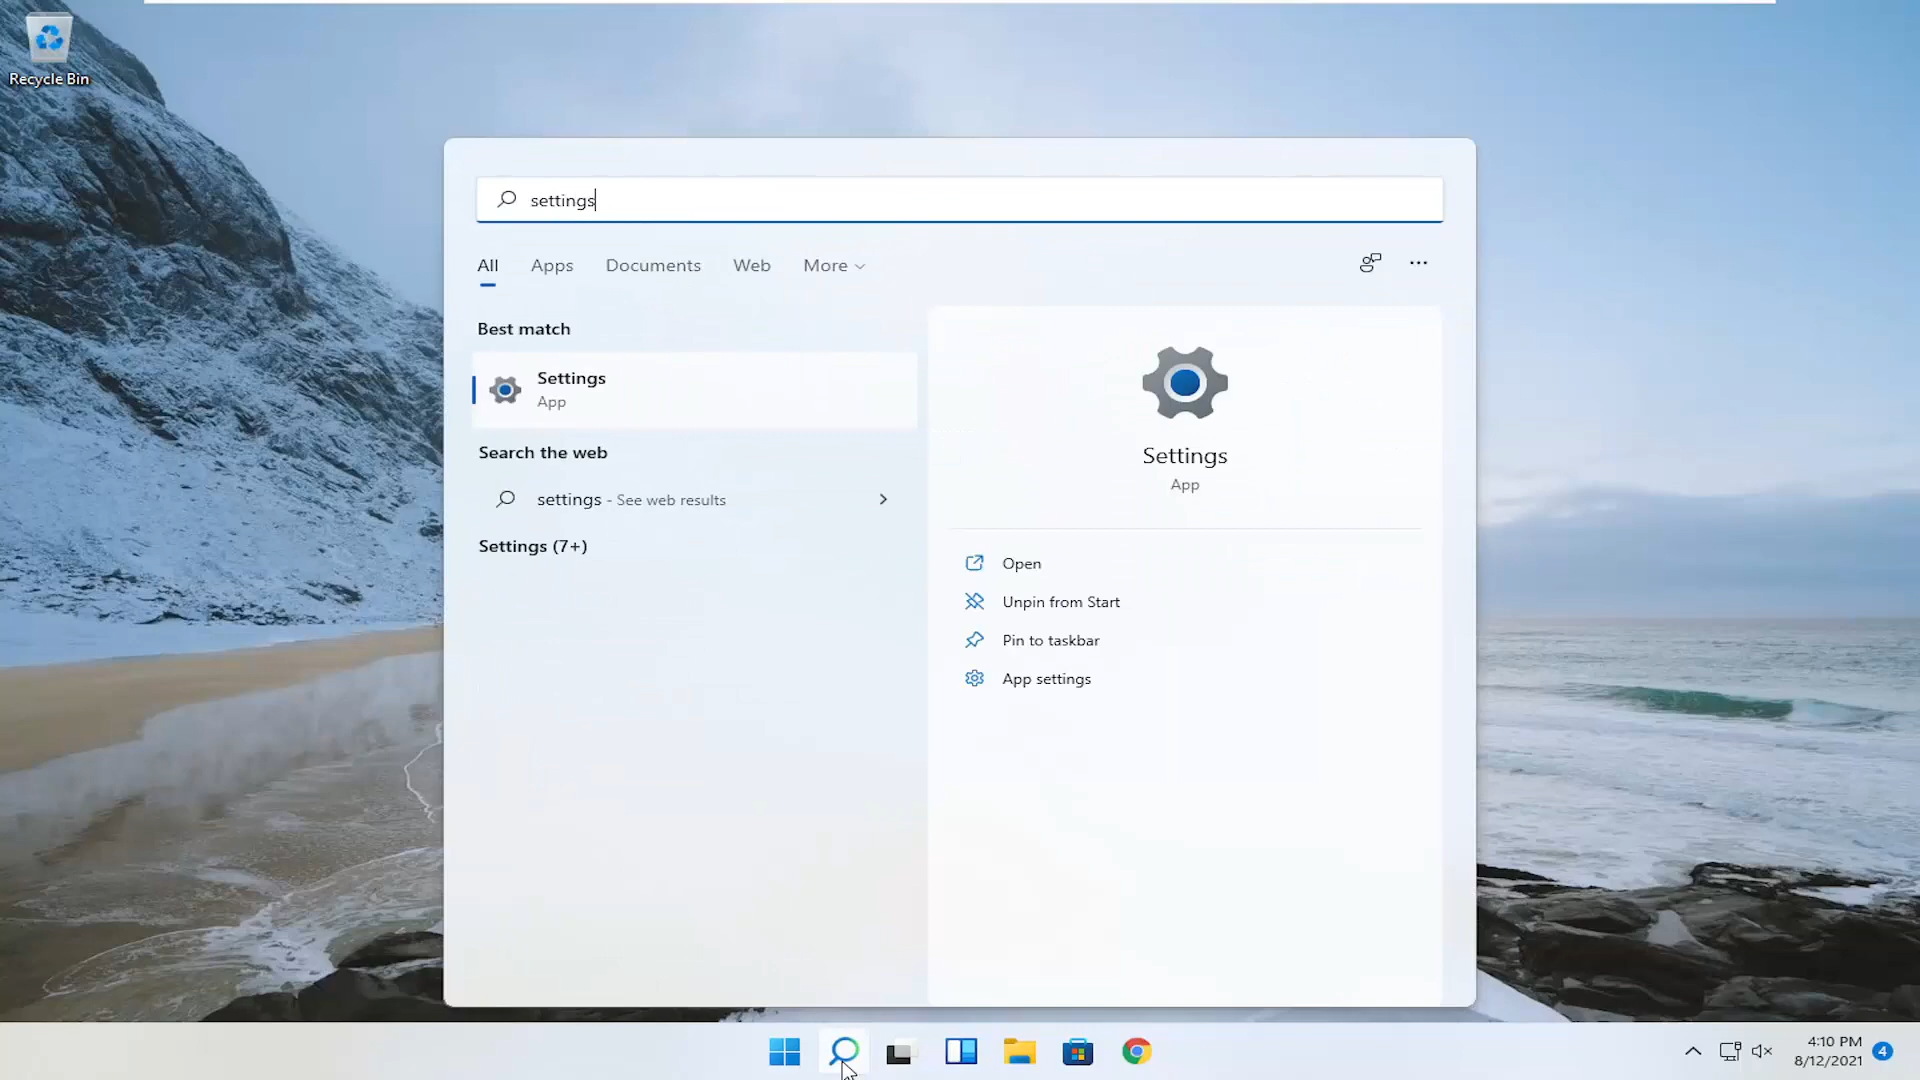 Recycle Bin
settings
All Apps Documents Web More
Best match
Settings
App
Search the web
settings - See web results
Settings (7+)
Settings
App
Open
Unpin from Start
Pin to taskbar
App settings
4:10 PM
8/12/2021
4